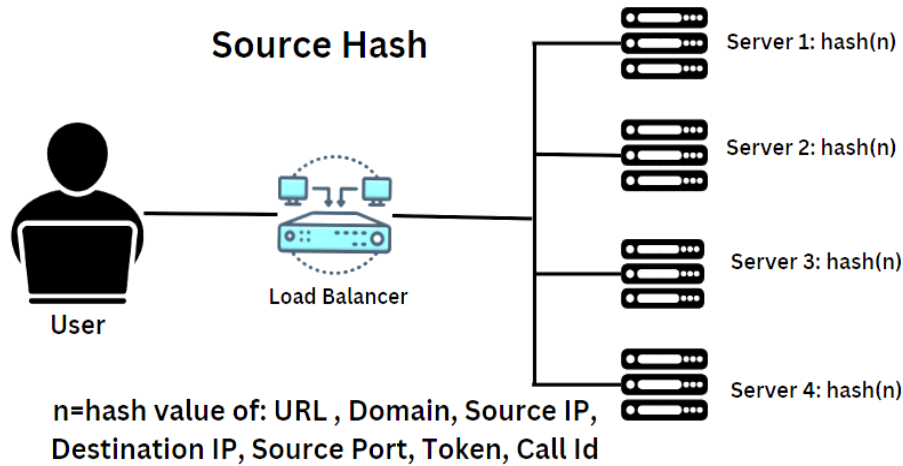 Source Hash
Server 1: hash(n)
Server 2: hash(n)
Server 3: hash(n)
Server 4: hash(n)
Load Balancer
User
n=hash value of: URL , Domain, Source IP,
Destination IP, Source Port, Token, Call Id